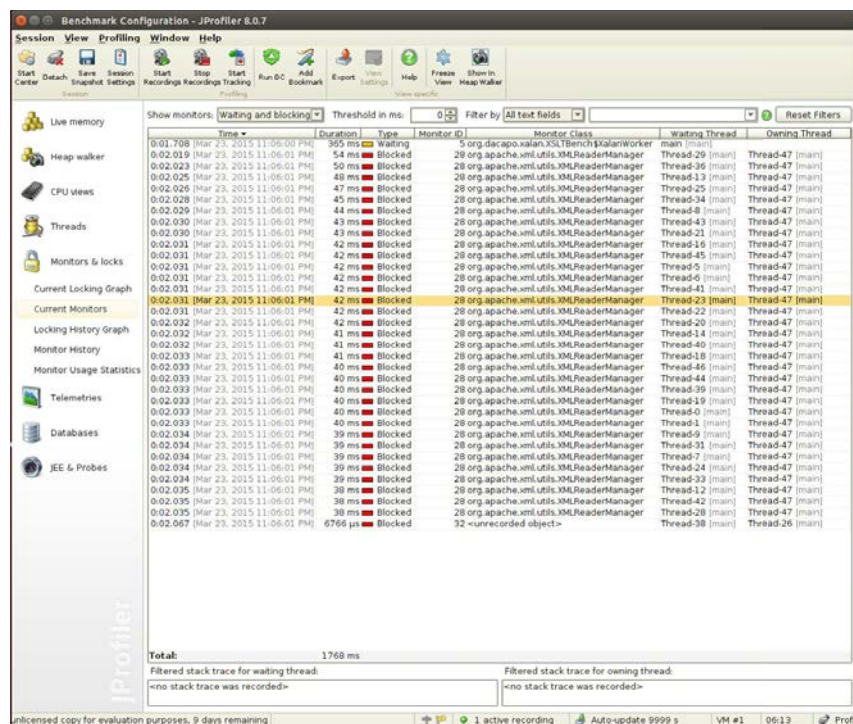 Benchmark Configuration - JProfiler 8.0.7
Session View Profiling Window Help
Start Center Detach Save Snapshot Session Settings Start Recordings Stop Recordings Start Tracking Run GC Add Bookmark Export View Settings Help Freeze View Show In Heap Walker
Session Profiling View specific
Show monitors: Waiting and blocking Threshold in ms: 0 Filter by All text fields Reset Filters
Time Duration Type Monitor ID Monitor Class Waiting Thread Owning Thread
0:01.708 [Mar 23, 2015 11:06:00 PM] 365 ms Waiting 5 org.dacapo.xalan.XSLTBench$XalanWorker main [main]
0:02.019 [Mar 23, 2015 11:06:01 PM] 54 ms Blocked 28 org.apache.xml.utils.XMLReaderManager Thread-29 [main] Thread-47 [main]
0:02.023 [Mar 23, 2015 11:06:01 PM] 50 ms Blocked 28 org.apache.xml.utils.XMLReaderManager Thread-36 [main] Thread-47 [main]
0:02.025 [Mar 23, 2015 11:06:01 PM] 48 ms Blocked 28 org.apache.xml.utils.XMLReaderManager Thread-13 [main] Thread-47 [main]
0:02.026 [Mar 23, 2015 11:06:01 PM] 47 ms Blocked 28 org.apache.xml.utils.XMLReaderManager Thread-25 [main] Thread-47 [main]
0:02.028 [Mar 23, 2015 11:06:01 PM] 45 ms Blocked 28 org.apache.xml.utils.XMLReaderManager Thread-34 [main] Thread-47 [main]
0:02.029 [Mar 23, 2015 11:06:01 PM] 44 ms Blocked 28 org.apache.xml.utils.XMLReaderManager Thread-8 [main] Thread-47 [main]
0:02.030 [Mar 23, 2015 11:06:01 PM] 43 ms Blocked 28 org.apache.xml.utils.XMLReaderManager Thread-43 [main] Thread-47 [main]
0:02.030 [Mar 23, 2015 11:06:01 PM] 43 ms Blocked 28 org.apache.xml.utils.XMLReaderManager Thread-21 [main] Thread-47 [main]
0:02.031 [Mar 23, 2015 11:06:01 PM] 42 ms Blocked 28 org.apache.xml.utils.XMLReaderManager Thread-16 [main] Thread-47 [main]
0:02.031 [Mar 23, 2015 11:06:01 PM] 42 ms Blocked 28 org.apache.xml.utils.XMLReaderManager Thread-45 [main] Thread-47 [main]
0:02.031 [Mar 23, 2015 11:06:01 PM] 42 ms Blocked 28 org.apache.xml.utils.XMLReaderManager Thread-5 [main] Thread-47 [main]
0:02.031 [Mar 23, 2015 11:06:01 PM] 42 ms Blocked 28 org.apache.xml.utils.XMLReaderManager Thread-6 [main] Thread-47 [main]
0:02.031 [Mar 23, 2015 11:06:01 PM] 42 ms Blocked 28 org.apache.xml.utils.XMLReaderManager Thread-41 [main] Thread-47 [main]
0:02.031 [Mar 23, 2015 11:06:01 PM] 42 ms Blocked 28 org.apache.xml.utils.XMLReaderManager Thread-23 [main] Thread-47 [main]
0:02.031 [Mar 23, 2015 11:06:01 PM] 42 ms Blocked 28 org.apache.xml.utils.XMLReaderManager Thread-22 [main] Thread-47 [main]
0:02.032 [Mar 23, 2015 11:06:01 PM] 42 ms Blocked 28 org.apache.xml.utils.XMLReaderManager Thread-20 [main] Thread-47 [main]
0:02.032 [Mar 23, 2015 11:06:01 PM] 41 ms Blocked 28 org.apache.xml.utils.XMLReaderManager Thread-14 [main] Thread-47 [main]
0:02.032 [Mar 23, 2015 11:06:01 PM] 41 ms Blocked 28 org.apache.xml.utils.XMLReaderManager Thread-40 [main] Thread-47 [main]
0:02.033 [Mar 23, 2015 11:06:01 PM] 41 ms Blocked 28 org.apache.xml.utils.XMLReaderManager Thread-18 [main] Thread-47 [main]
0:02.033 [Mar 23, 2015 11:06:01 PM] 40 ms Blocked 28 org.apache.xml.utils.XMLReaderManager Thread-46 [main] Thread-47 [main]
0:02.033 [Mar 23, 2015 11:06:01 PM] 40 ms Blocked 28 org.apache.xml.utils.XMLReaderManager Thread-44 [main] Thread-47 [main]
0:02.033 [Mar 23, 2015 11:06:01 PM] 40 ms Blocked 28 org.apache.xml.utils.XMLReaderManager Thread-39 [main] Thread-47 [main]
0:02.033 [Mar 23, 2015 11:06:01 PM] 40 ms Blocked 28 org.apache.xml.utils.XMLReaderManager Thread-19 [main] Thread-47 [main]
0:02.033 [Mar 23, 2015 11:06:01 PM] 40 ms Blocked 28 org.apache.xml.utils.XMLReaderManager Thread-0 [main] Thread-47 [main]
0:02.033 [Mar 23, 2015 11:06:01 PM] 40 ms Blocked 28 org.apache.xml.utils.XMLReaderManager Thread-1 [main] Thread-47 [main]
0:02.034 [Mar 23, 2015 11:06:01 PM] 39 ms Blocked 28 org.apache.xml.utils.XMLReaderManager Thread-9 [main] Thread-47 [main]
0:02.034 [Mar 23, 2015 11:06:01 PM] 39 ms Blocked 28 org.apache.xml.utils.XMLReaderManager Thread-31 [main] Thread-47 [main]
0:02.034 [Mar 23, 2015 11:06:01 PM] 39 ms Blocked 28 org.apache.xml.utils.XMLReaderManager Thread-7 [main] Thread-47 [main]
0:02.034 [Mar 23, 2015 11:06:01 PM] 39 ms Blocked 28 org.apache.xml.utils.XMLReaderManager Thread-24 [main] Thread-47 [main]
0:02.034 [Mar 23, 2015 11:06:01 PM] 39 ms Blocked 28 org.apache.xml.utils.XMLReaderManager Thread-33 [main] Thread-47 [main]
0:02.035 [Mar 23, 2015 11:06:01 PM] 38 ms Blocked 28 org.apache.xml.utils.XMLReaderManager Thread-12 [main] Thread-47 [main]
0:02.035 [Mar 23, 2015 11:06:01 PM] 38 ms Blocked 28 org.apache.xml.utils.XMLReaderManager Thread-42 [main] Thread-47 [main]
0:02.035 [Mar 23, 2015 11:06:01 PM] 38 ms Blocked 28 org.apache.xml.utils.XMLReaderManager Thread-28 [main] Thread-47 [main]
0:02.067 [Mar 23, 2015 11:06:01 PM] 6766 µs Blocked 32 <unrecorded object> Thread-38 [main] Thread-26 [main]
Total: 1768 ms
Filtered stack trace for waiting thread: Filtered stack trace for owning thread:
<no stack trace was recorded> <no stack trace was recorded>
Live memory
Heap walker
CPU views
Threads
Monitors & locks
Current Locking Graph
Current Monitors
Locking History Graph
Monitor History
Monitor Usage Statistics
Telemetries
Databases
JEE & Probes
JProfiler
unlicensed copy for evaluation purposes, 9 days remaining 1 active recording Auto-update 9999 s VM #1 06:13 Prof